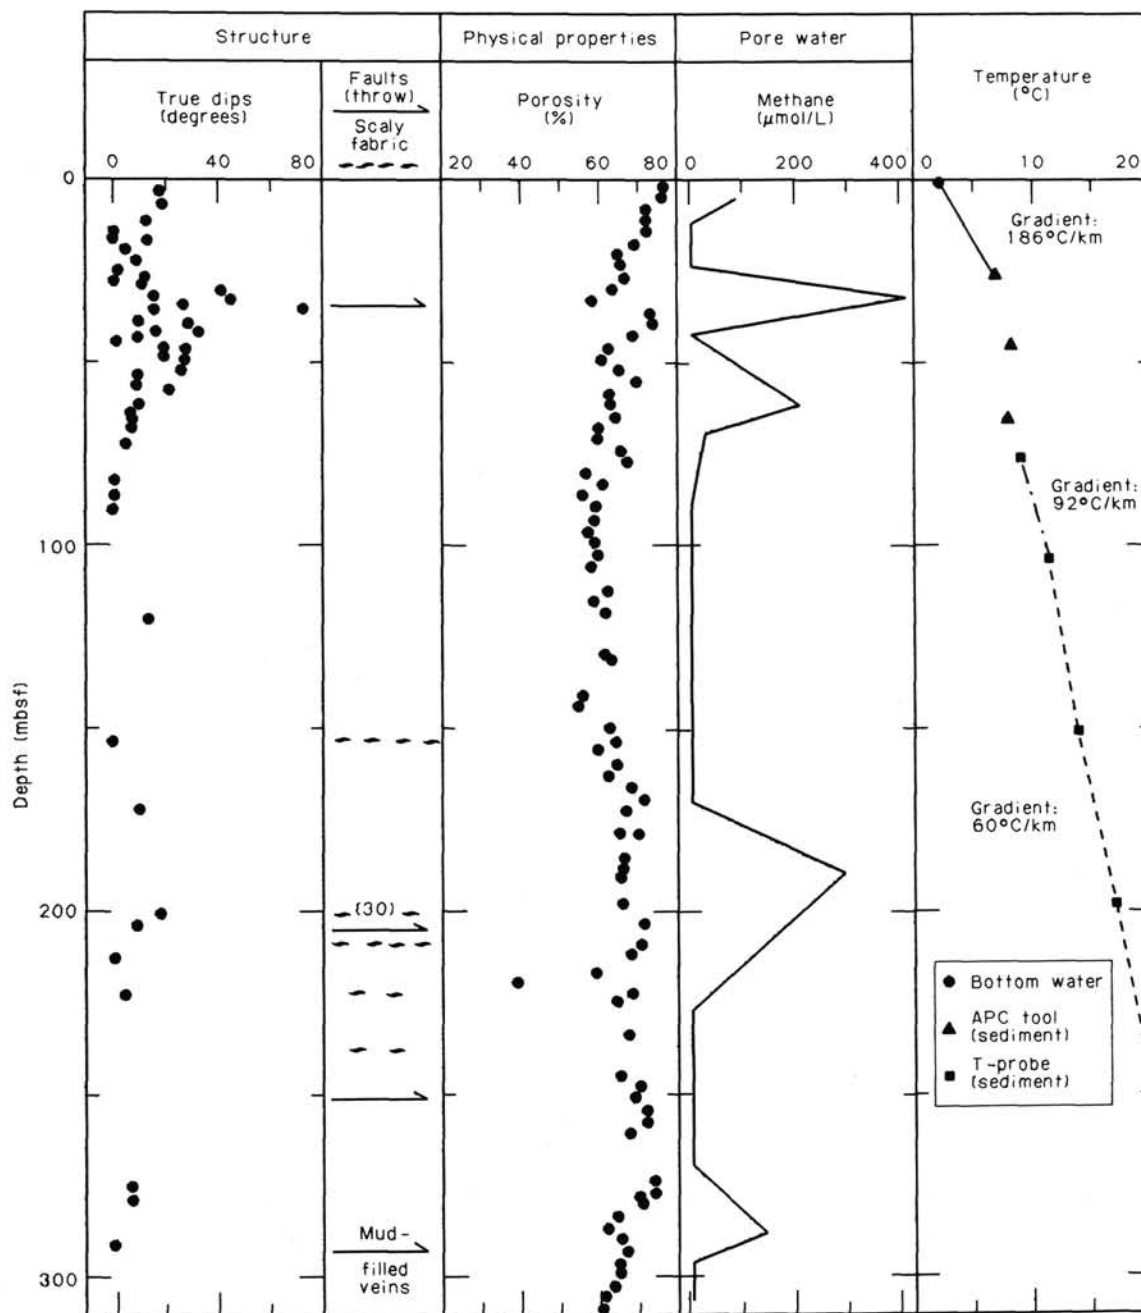 Structure
Physical properties
Pore water
True dips
(degrees)
Faults
(throw)
Scaly
fabric
Porosity
(%)
Methane
(μmol/L)
Temperature
(°C)
0 40 80
20 40 60 80
0 200 400
0 10 20
0
100
200
300
Depth (mbsf)
Gradient:
186°C/km
Gradient:
92°C/km
Gradient:
60°C/km
(30)
Bottom water
APC tool
(sediment)
T-probe
(sediment)
Mud-
filled
veins